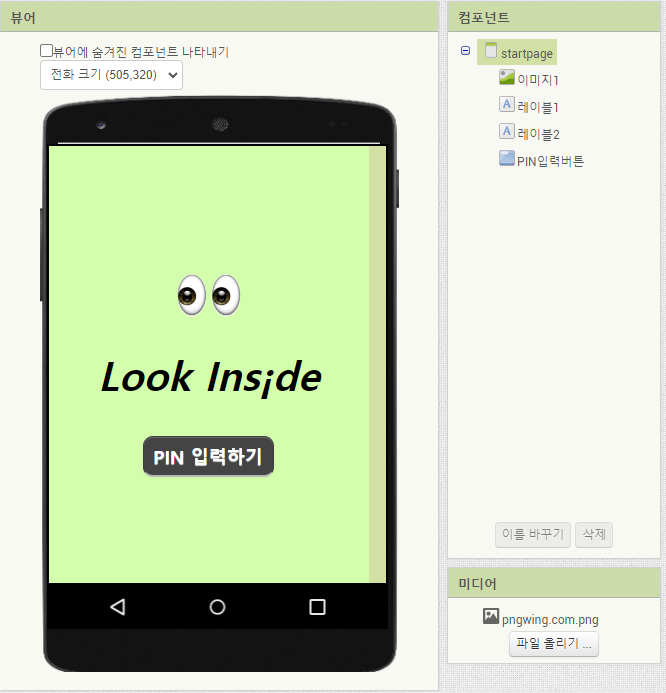 뷰어
뷰어에 숨겨진 컴포넌트 나타내기
전화 크기 (505,320)
Look Ins¡de
PIN 입력하기
컴포넌트
startpage
이미지1
A 레이블1
A 레이블2
PIN입력버튼
이름 바꾸기
삭제
미디어
pngwing.com.png
파일 올리기 ...